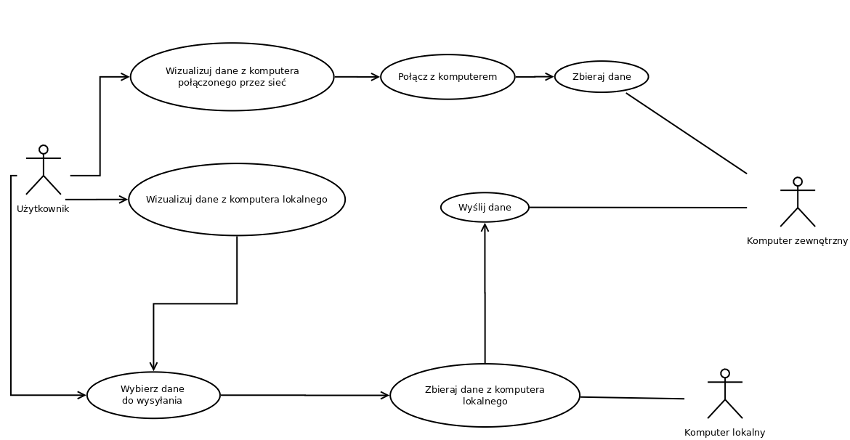 Wizualizuj dane z komputera
połączonego przez sieć
Połącz z komputerem
Zbieraj dane
Użytkownik
Wizualizuj dane z komputera lokalnego
Wyślij dane
Komputer zewnętrzny
Wybierz dane
do wysyłania
Zbieraj dane z komputera
lokalnego
Komputer lokalny